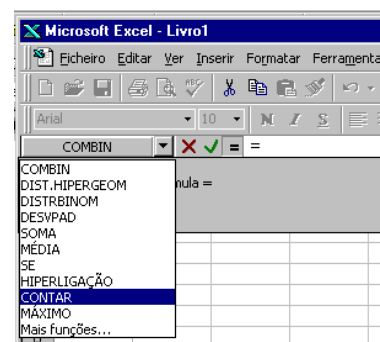 Microsoft Excel - Livro1
Ficheiro Editar Ver Inserir Formatar Ferramenta
Arial 10 N I S
COMBIN = =
COMBIN
DIST.HIPERGEOM
mula =
DISTRBINOM
DESVPAD
SOMA
MÉDIA
SE
HIPERLIGAÇÃO
CONTAR
MÁXIMO
Mais funções...